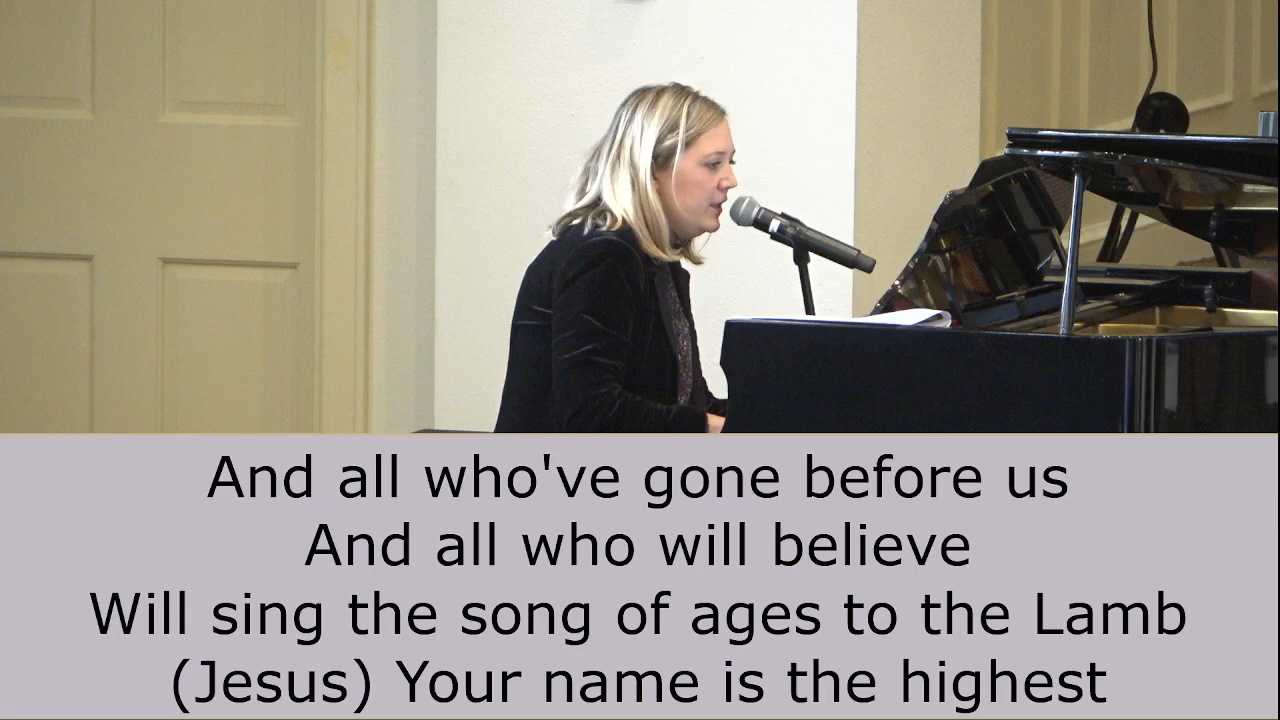 And all who've gone before us
And all who will believe
Will sing the song of ages to the Lamb
(Jesus) Your name is the highest